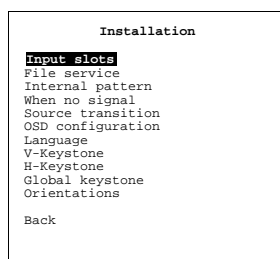 Installation
Input slots
File service
Internal pattern
When no signal
Source transition
OSD configuration
Language
V-Keystone
H-Keystone
Global keystone
Orientations
Back